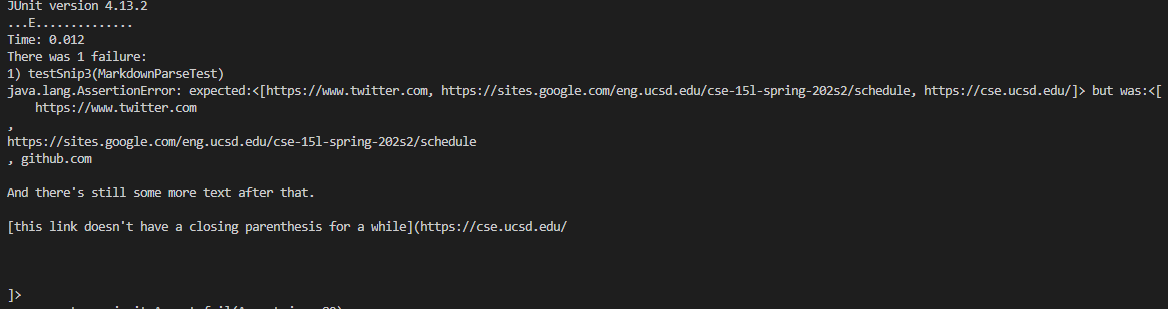 JUnit version 4.13.2
...E..............
Time: 0.012
There was 1 failure:
1) testSnip3(MarkdownParseTest)
java.lang.AssertionError: expected:<[https://www.twitter.com, https://sites.google.com/eng.ucsd.edu/cse-15l-spring-202s2/schedule, https://cse.ucsd.edu/]> but was:<[
    https://www.twitter.com
,
https://sites.google.com/eng.ucsd.edu/cse-15l-spring-202s2/schedule
, github.com

And there's still some more text after that.

[this link doesn't have a closing parenthesis for a while](https://cse.ucsd.edu/

]>